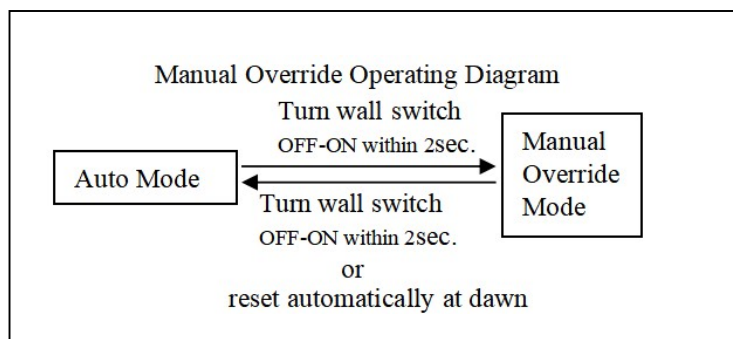 Manual Override Operating Diagram
Turn wall switch
OFF-ON within 2sec.
Auto Mode
Manual
Override
Mode
Turn wall switch
OFF-ON within 2sec.
or
reset automatically at dawn